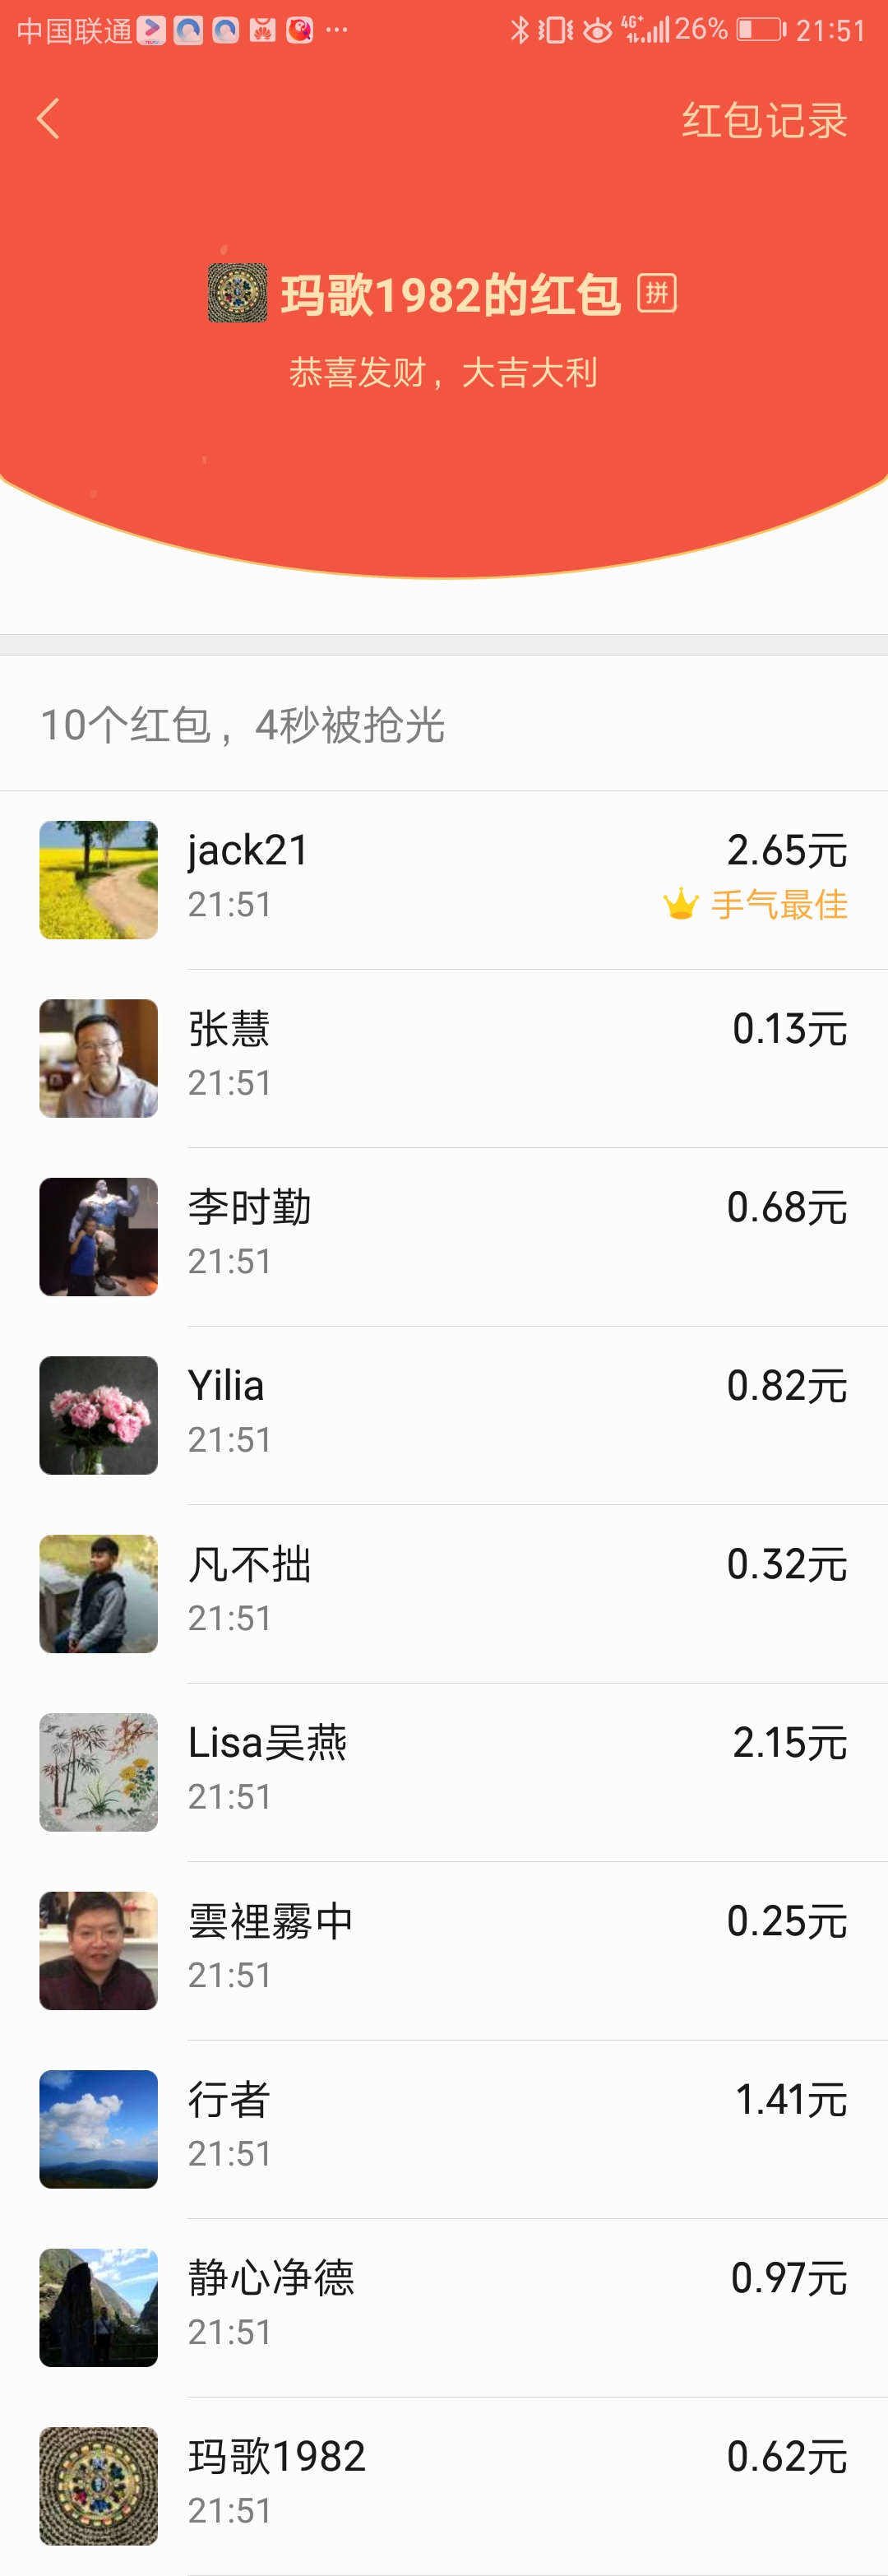 中国联通 ... 4G+ 26% 21:51
红包记录
玛歌1982的红包 拼
恭喜发财，大吉大利
10个红包，4秒被抢光
jack21 2.65元
21:51 手气最佳
张慧 0.13元
21:51
李时勤 0.68元
21:51
Yilia 0.82元
21:51
凡不拙 0.32元
21:51
Lisa吴燕 2.15元
21:51
雲裡霧中 0.25元
21:51
行者 1.41元
21:51
静心净德 0.97元
21:51
玛歌1982 0.62元
21:51